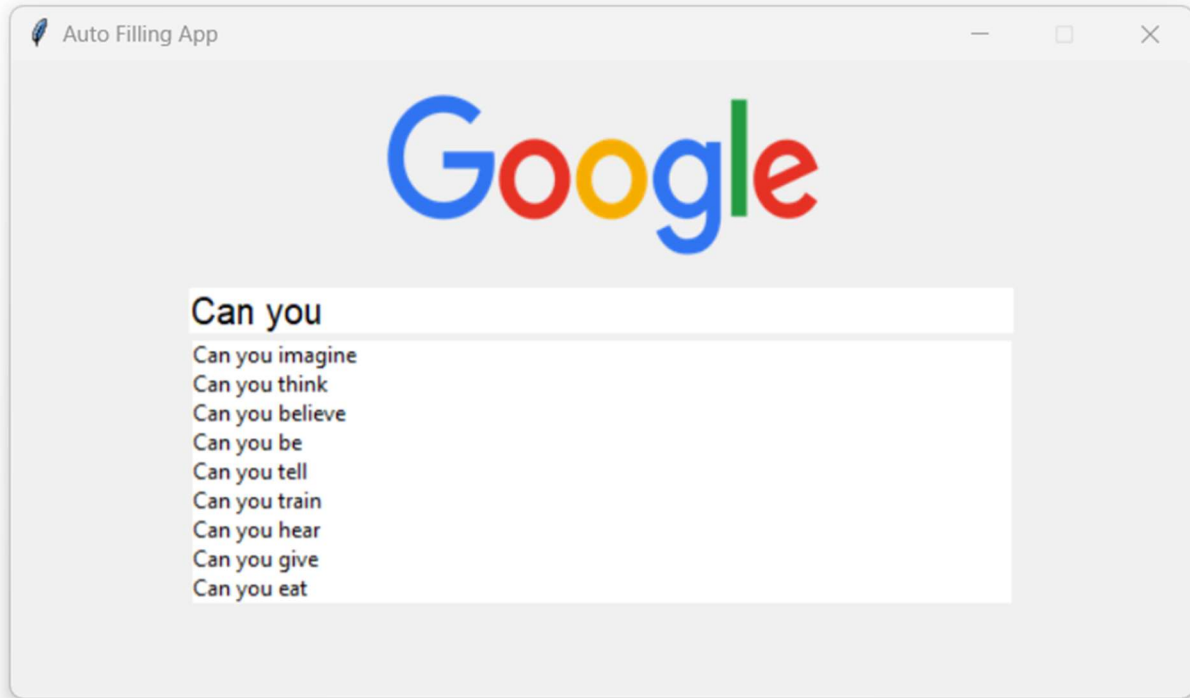 Auto Filling App
Google
Can you
Can you imagine
Can you think
Can you believe
Can you be
Can you tell
Can you train
Can you hear
Can you give
Can you eat